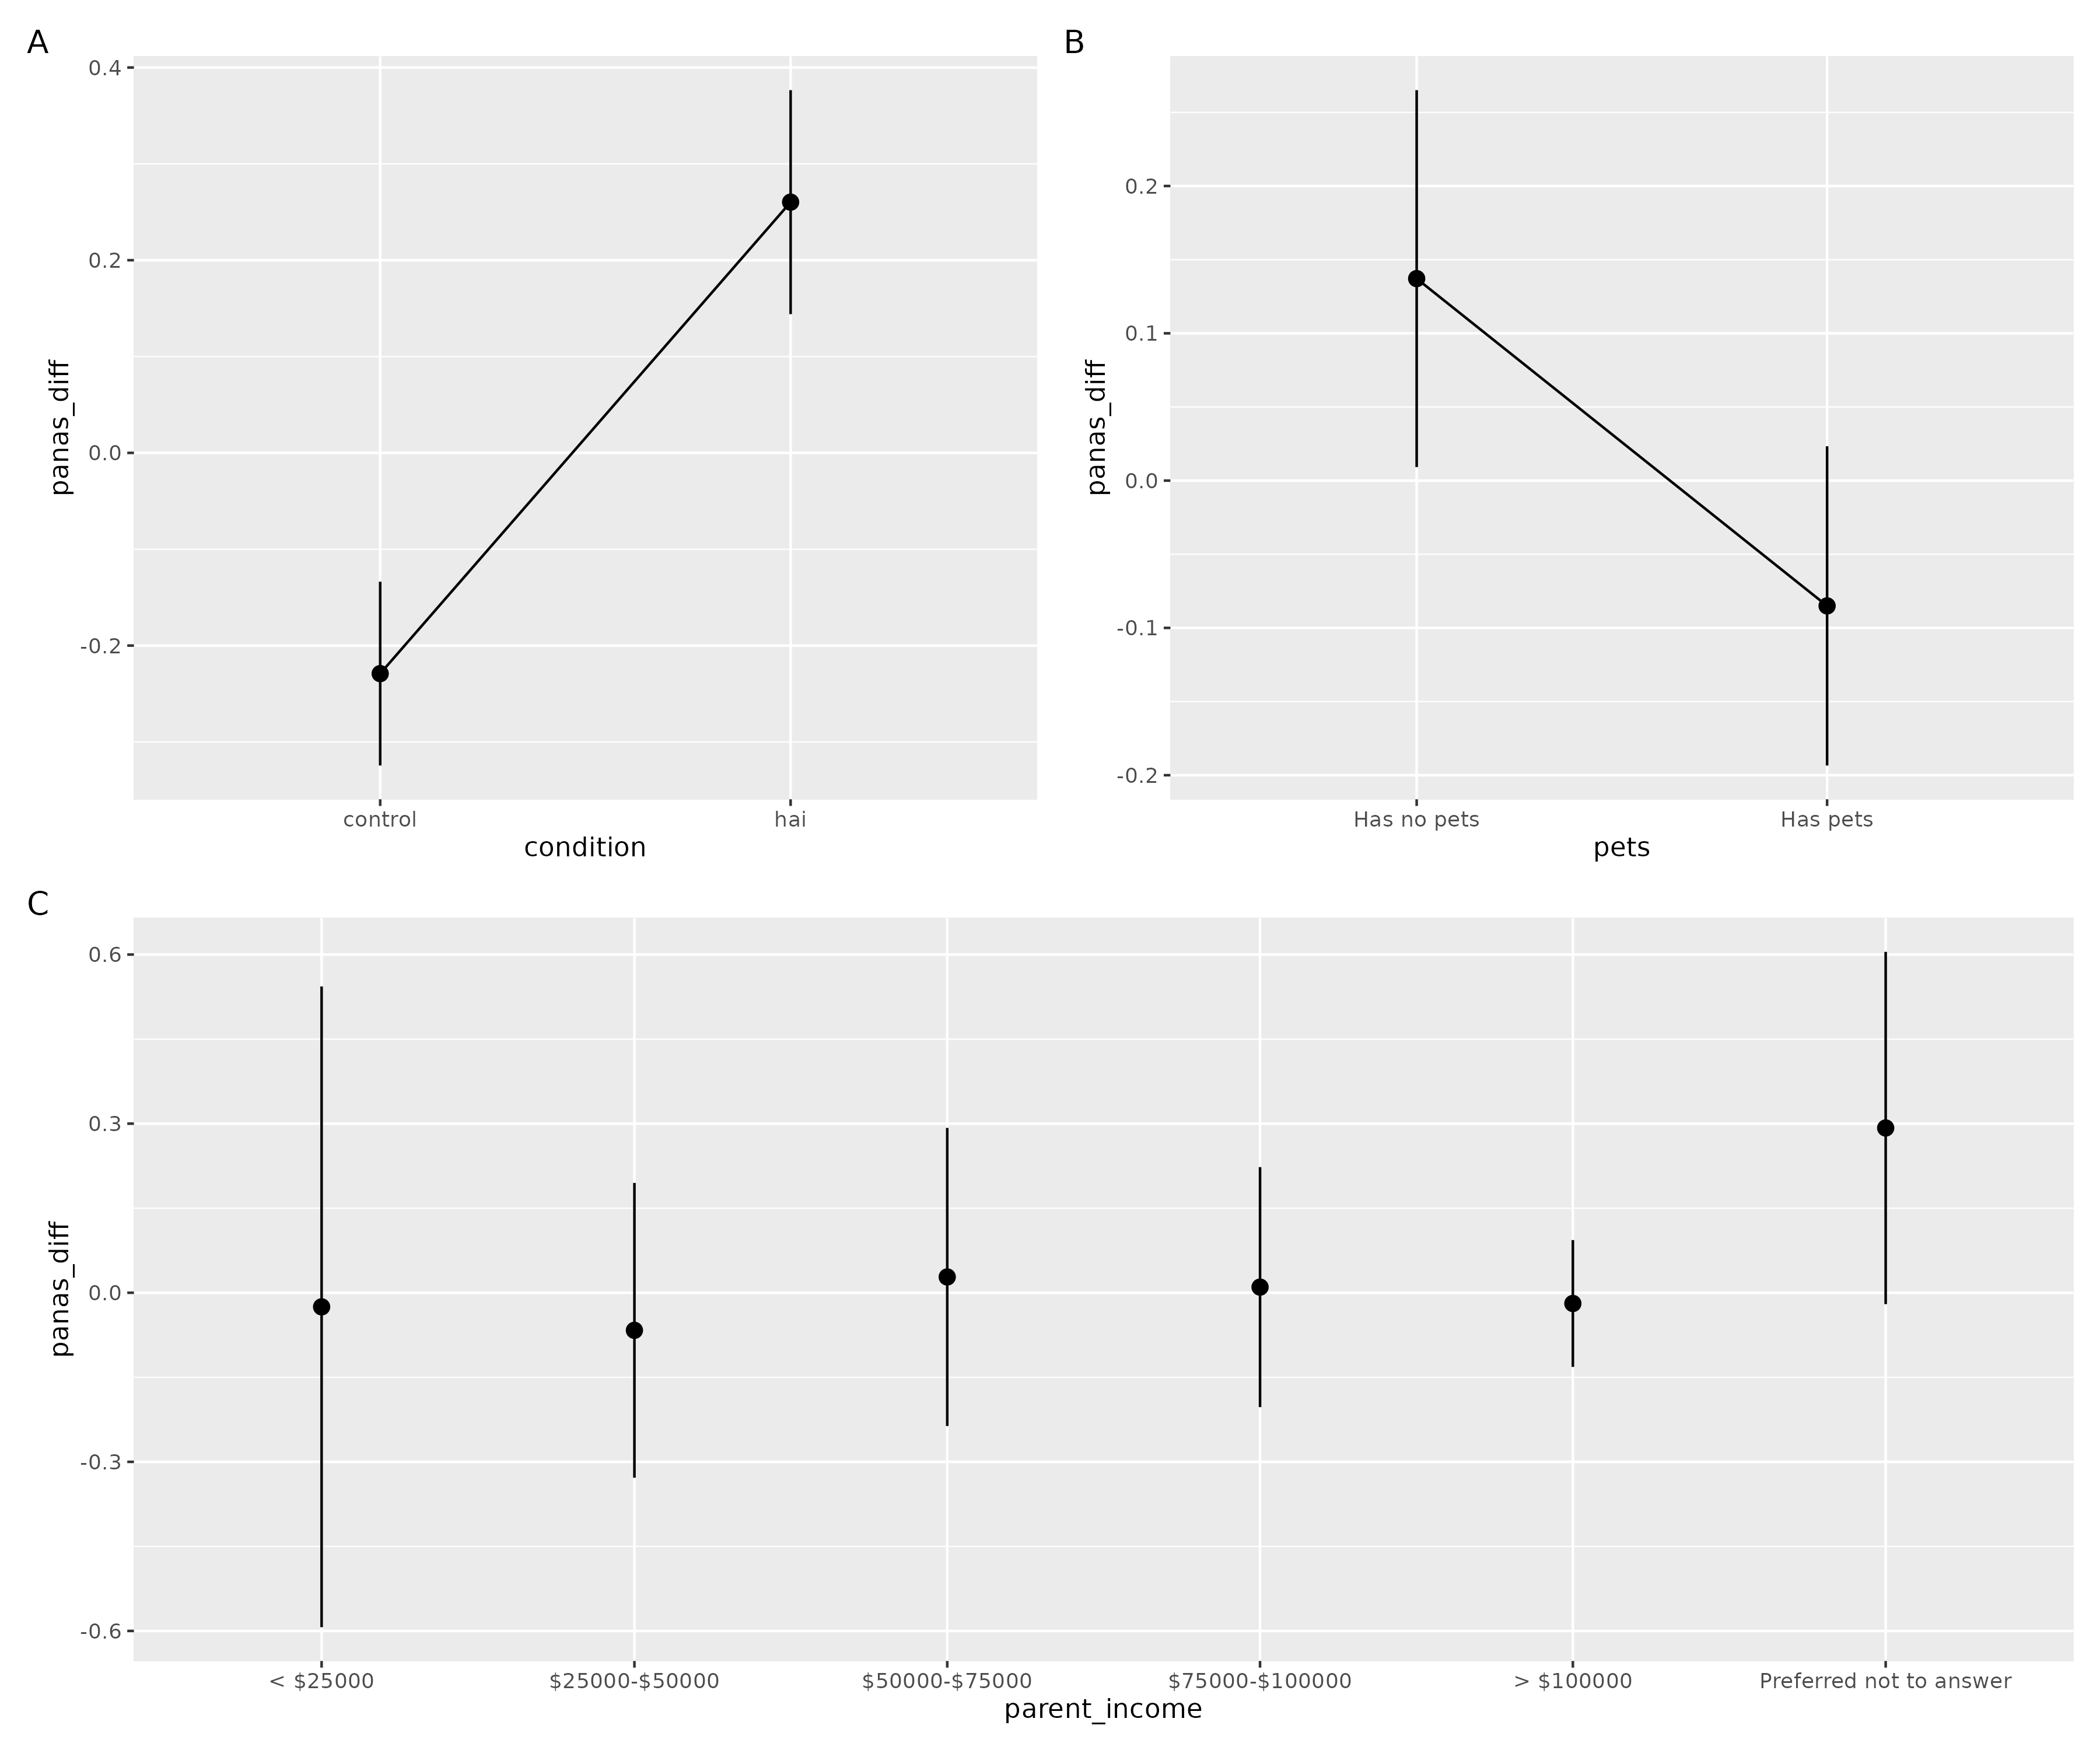 A
panas_diff
0.4
0.2
0.0
-0.2
control
hai
condition
B
panas_diff
0.2
0.1
0.0
-0.1
-0.2
Has no pets
Has pets
pets
C
panas_diff
0.6
0.3
0.0
-0.3
-0.6
< $25000
$25000-$50000
$50000-$75000
$75000-$100000
> $100000
Preferred not to answer
parent_income